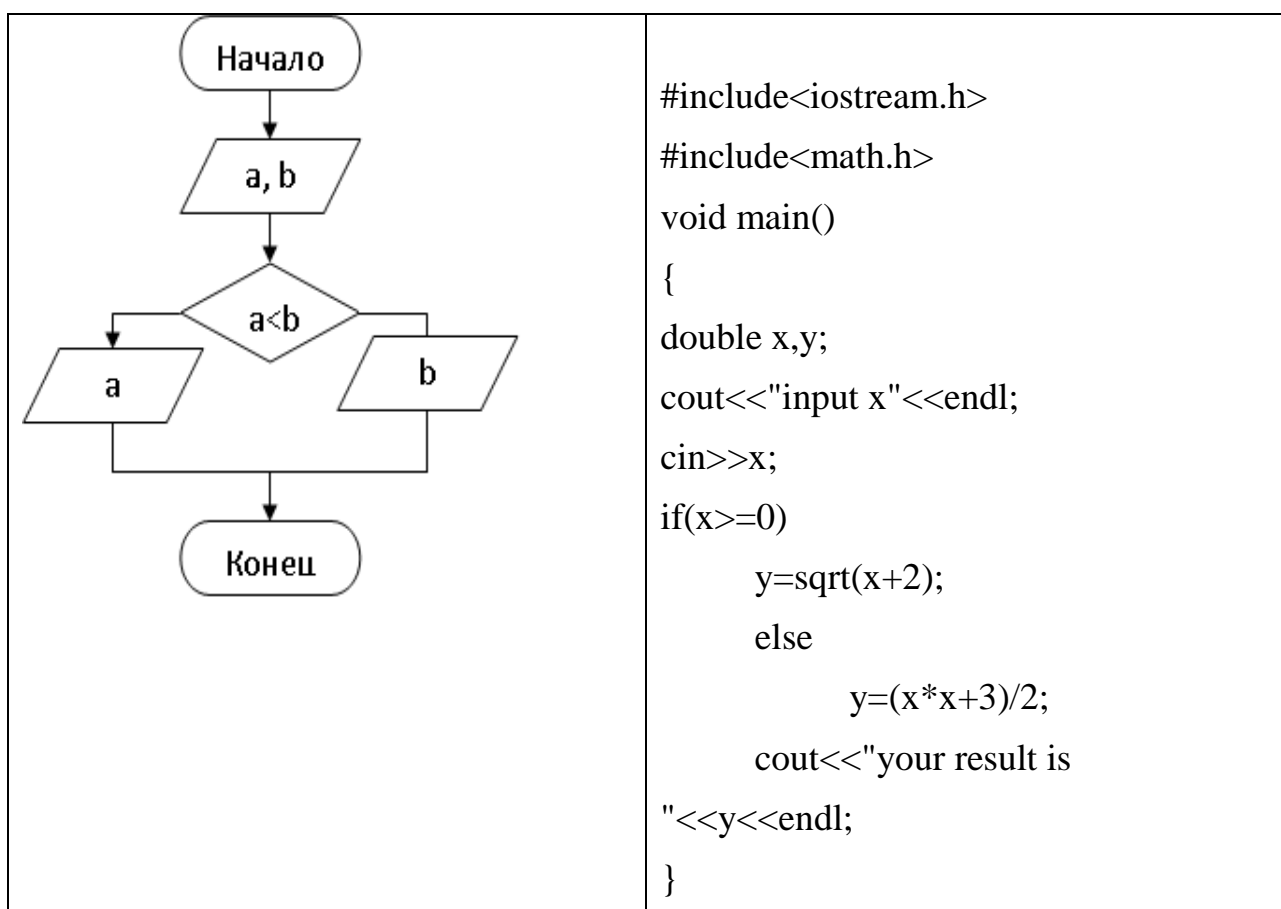 Начало
a, b
a<b
a
b
Конец
#include<iostream.h>
#include<math.h>
void main()
{
double x,y;
cout<<"input x"<<endl;
cin>>x;
if(x>=0)
y=sqrt(x+2);
else
y=(x*x+3)/2;
cout<<"your result is
"<<y<<endl;
}